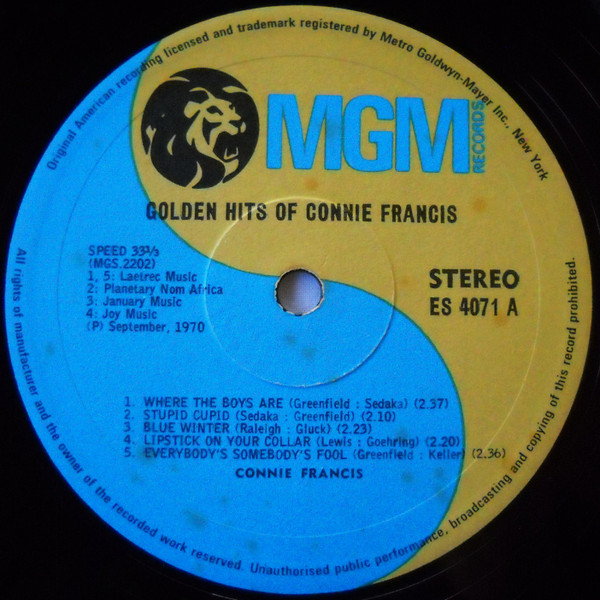 Original American recording licensed and trademark registered by Metro Goldwyn-Mayer Inc., New York
MGM
RECORDS
GOLDEN HITS OF CONNIE FRANCIS
SPEED 33⅓
(MGS.2202)
1, 5: Laetrec Music
2: Planetary Nom Africa
3: January Music
4: Joy Music
(P) September, 1970
STEREO
ES 4071 A
1. WHERE THE BOYS ARE (Greenfield : Sedaka) (2.37)
2. STUPID CUPID (Sedaka : Greenfield) (2.10)
3. BLUE WINTER (Raleigh : Gluck) (2.23)
4. LIPSTICK ON YOUR COLLAR (Lewis : Goehring) (2.20)
5. EVERYBODY'S SOMEBODY'S FOOL (Greenfield : Keller) (2.36)
CONNIE FRANCIS
All rights of manufacturer and the owner of the recorded work reserved. Unauthorised public performance, broadcasting and copying of this record prohibited.